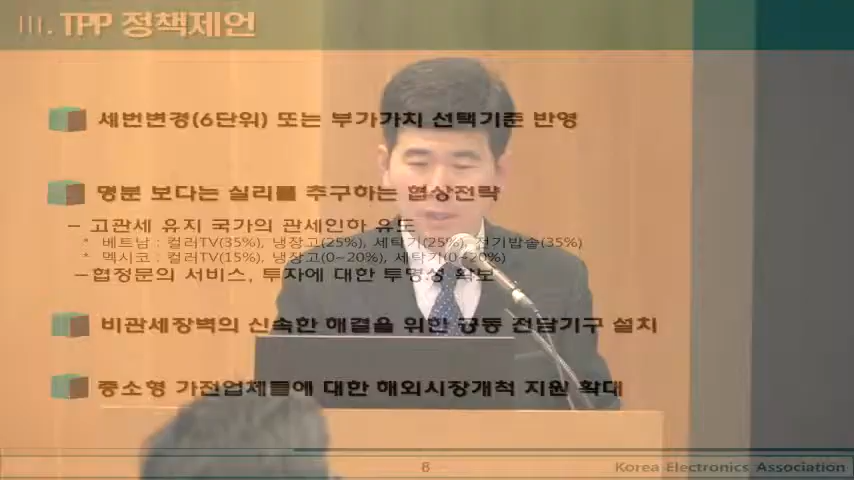 III. TPP 정책제언
세번변경(6단위) 또는 부가가치 선택기준 반영
명분 보다는 실리를 추구하는 협상전략
- 고관세 유지 국가의 관세인하 유도
* 베트남 : 컬러TV(35%), 냉장고(25%), 세탁기(25%), 전기밥솥(35%)
* 멕시코 : 컬러TV(15%), 냉장고(0~20%), 세탁기(0~20%)
-협정문의 서비스, 투자에 대한 투명성 확보
비관세장벽의 신속한 해결을 위한 공동 전담기구 설치
중소형 가전업체들에 대한 해외시장개척 지원 확대
8
Korea Electronics Association